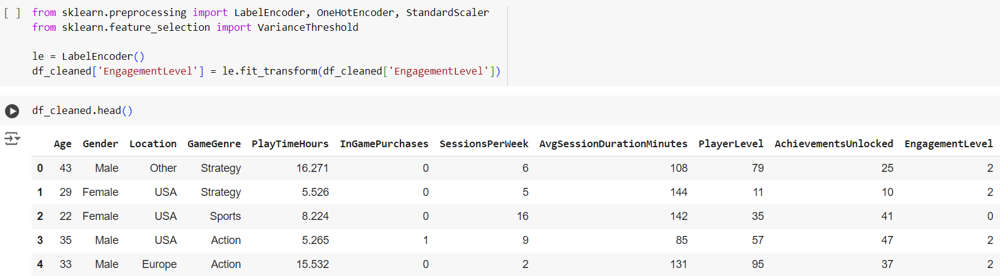 [ ] from sklearn.preprocessing import LabelEncoder, OneHotEncoder, StandardScaler
from sklearn.feature_selection import VarianceThreshold
le = LabelEncoder()
df_cleaned['EngagementLevel'] = le.fit_transform(df_cleaned['EngagementLevel'])
df_cleaned.head()
Age Gender Location GameGenre PlayTimeHours InGamePurchases SessionsPerWeek AvgSessionDurationMinutes PlayerLevel AchievementsUnlocked EngagementLevel
0 43 Male Other Strategy 16.271 0 6 108 79 25 2
1 29 Female USA Strategy 5.526 0 5 144 11 10 2
2 22 Female USA Sports 8.224 0 16 142 35 41 0
3 35 Male USA Action 5.265 1 9 85 57 47 2
4 33 Male Europe Action 15.532 0 2 131 95 37 2